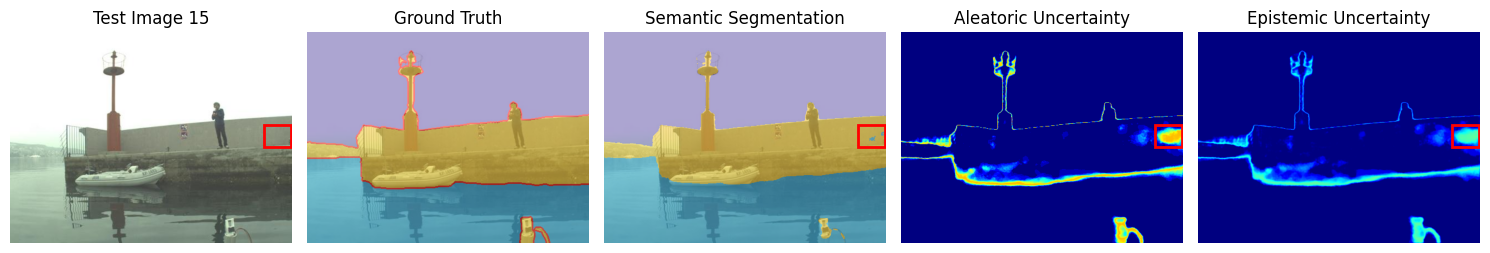 Test Image 15
Ground Truth
Semantic Segmentation
Aleatoric Uncertainty
Epistemic Uncertainty